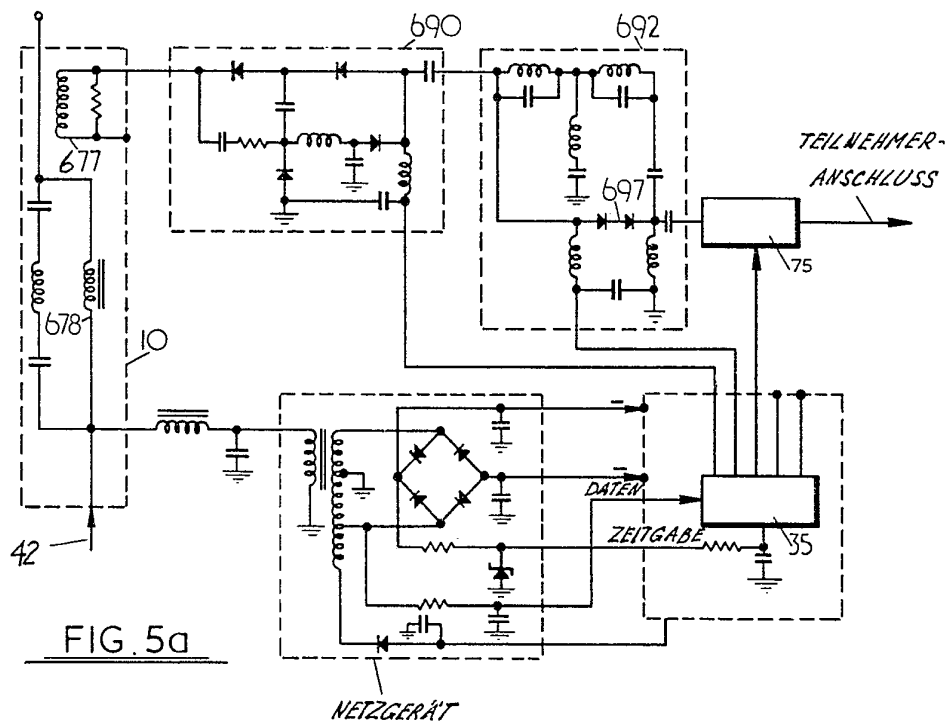 690
692
677
TEILNEHMER-
ANSCHLUSS
697
75
678
10
DATEN
ZEITGABE
35
42
FIG. 5a
NETZGERÄT